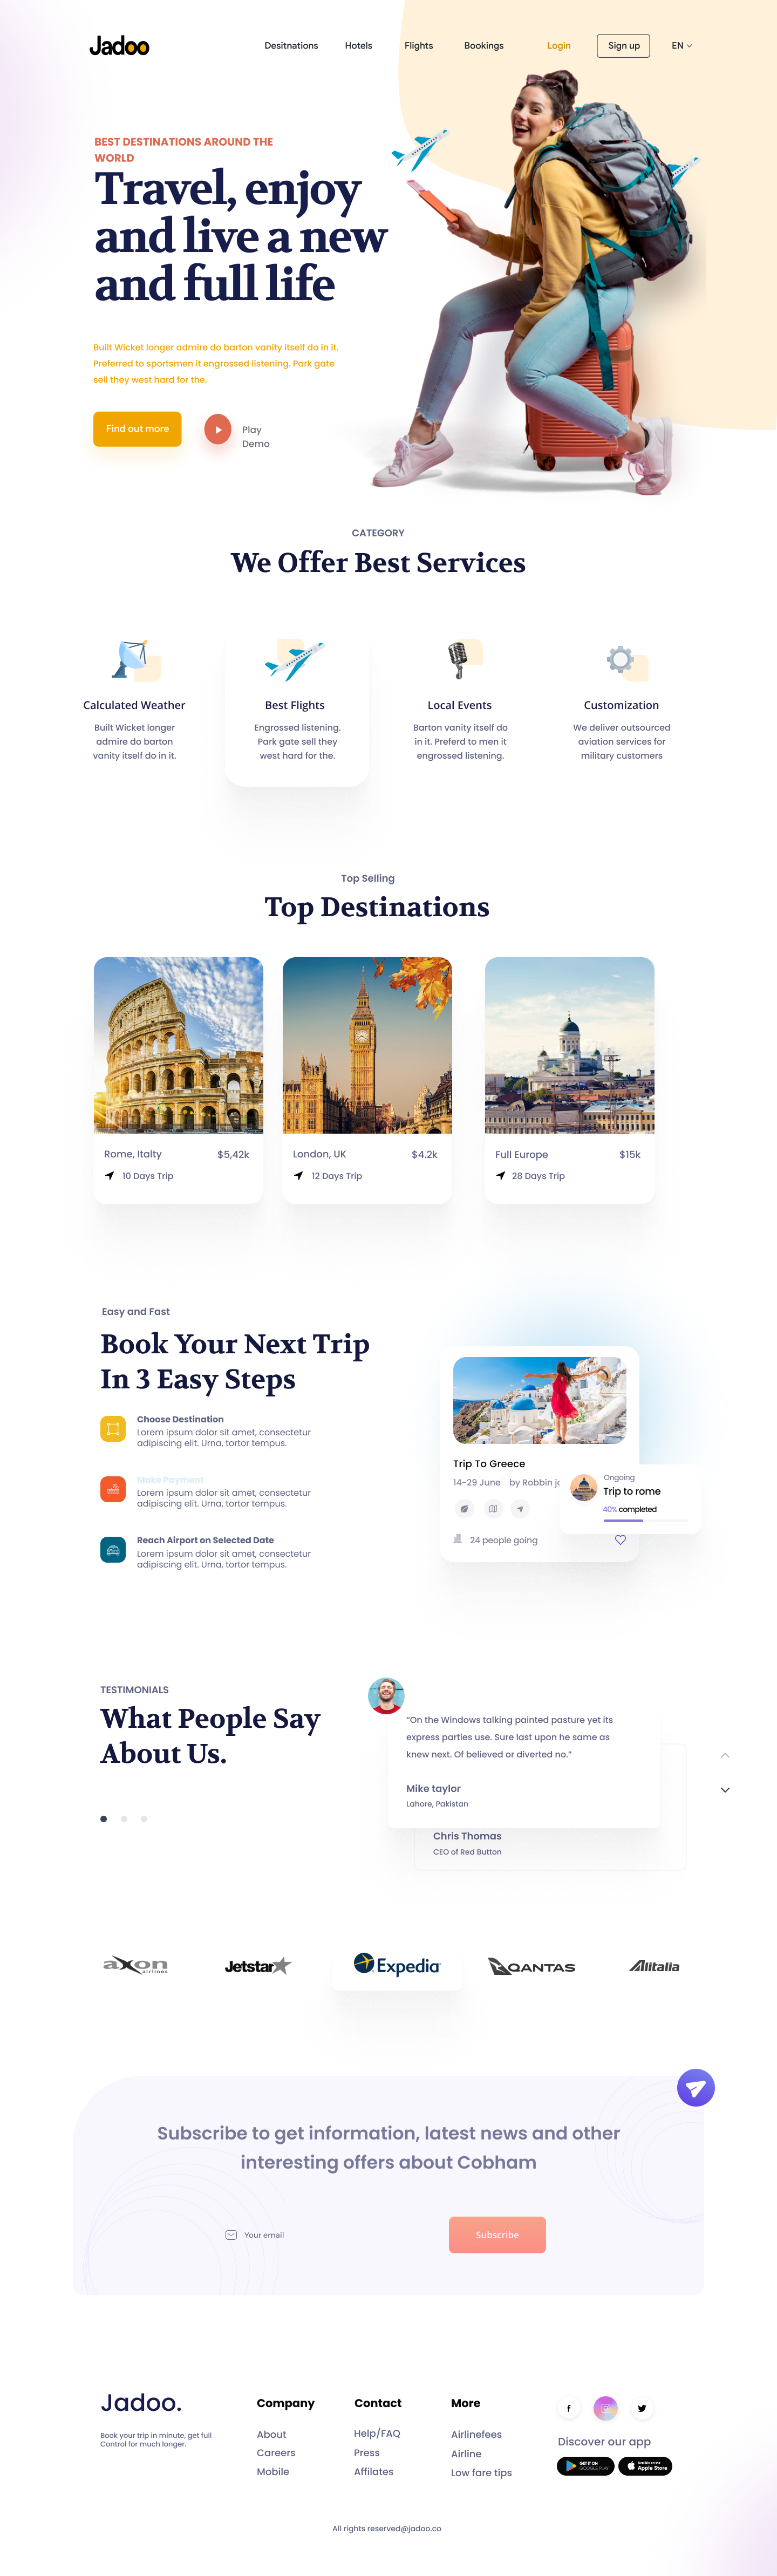 Jadoo
Desitnations Hotels Flights Bookings Login Sign up EN
BEST DESTINATIONS AROUND THE
WORLD
Travel, enjoy
and live a new
and full life
Built Wicket longer admire do barton vanity itself do in it.
Preferred to sportsmen it engrossed listening. Park gate
sell they west hard for the.
Find out more
Play
Demo
CATEGORY
We Offer Best Services
Calculated Weather
Built Wicket longer
admire do barton
vanity itself do in it.
Best Flights
Engrossed listening.
Park gate sell they
west hard for the.
Local Events
Barton vanity itself do
in it. Preferd to men it
engrossed listening.
Customization
We deliver outsourced
aviation services for
military customers
Top Selling
Top Destinations
Rome, Italty $5,42k
10 Days Trip
London, UK $4.2k
12 Days Trip
Full Europe $15k
28 Days Trip
Easy and Fast
Book Your Next Trip
In 3 Easy Steps
Choose Destination
Lorem ipsum dolor sit amet, consectetur
adipiscing elit. Urna, tortor tempus.
Make Payment
Lorem ipsum dolor sit amet, consectetur
adipiscing elit. Urna, tortor tempus.
Reach Airport on Selected Date
Lorem ipsum dolor sit amet, consectetur
adipiscing elit. Urna, tortor tempus.
Trip To Greece
14-29 June by Robbin jo
24 people going
Ongoing
Trip to rome
40% completed
TESTIMONIALS
What People Say
About Us.
“On the Windows talking painted pasture yet its
express parties use. Sure last upon he same as
knew next. Of believed or diverted no.”
Mike taylor
Lahore, Pakistan
Chris Thomas
CEO of Red Button
axon
airlines
Jetstar
Expedia
QANTAS
Alitalia
Subscribe to get information, latest news and other
interesting offers about Cobham
Your email
Subscribe
Jadoo.
Book your trip in minute, get full
Control for much longer.
Company
About
Careers
Mobile
Contact
Help/FAQ
Press
Affilates
More
Airlinefees
Airline
Low fare tips
Discover our app
GET IT ON
GOOGLE PLAY
Available on the
Apple Store
All rights reserved@jadoo.co